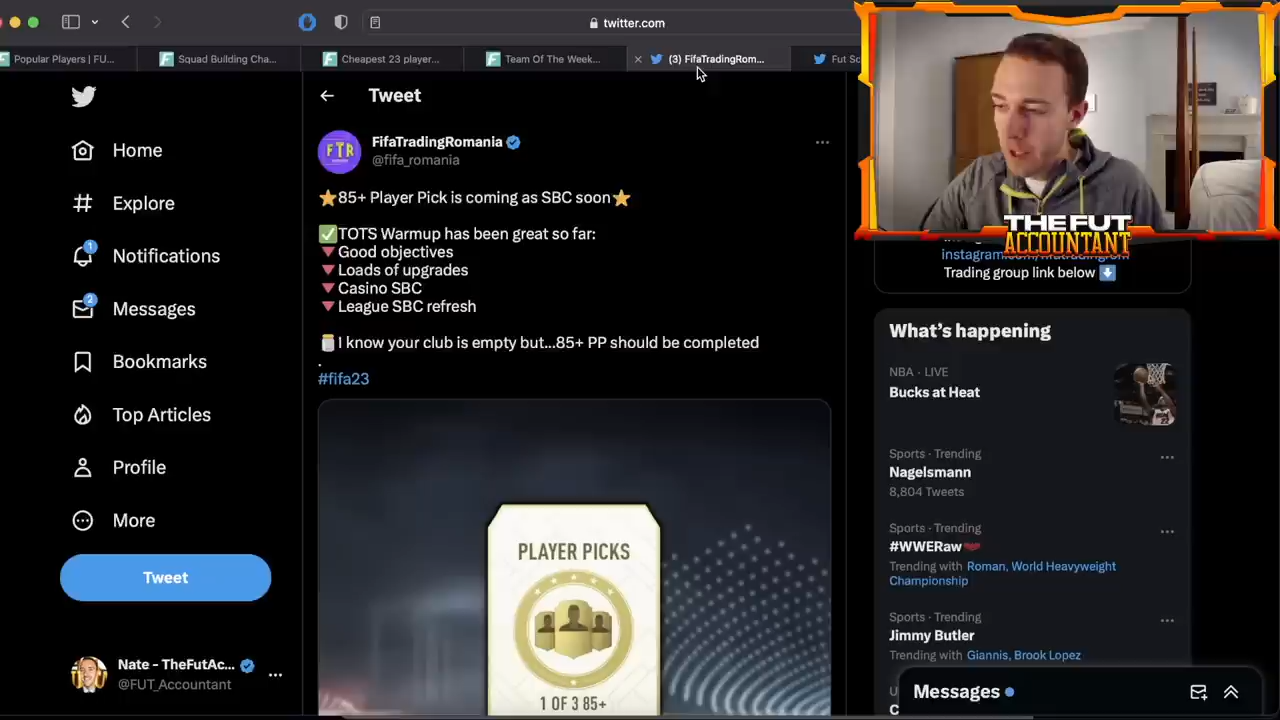 twitter.com
Popular Players | FU...
Squad Building Cha...
Cheapest 23 player...
Team Of The Week...
(3) FifaTradingRom...
Fut Sc
Tweet
Home
Explore
1
Notifications
2
Messages
Bookmarks
Top Articles
Profile
More
Tweet
Nate - TheFutAc...
@FUT_Accountant
FTR
FifaTradingRomania
@fifa_romania
⭐85+ Player Pick is coming as SBC soon⭐
✅TOTS Warmup has been great so far:
🔻Good objectives
🔻Loads of upgrades
🔻Casino SBC
🔻League SBC refresh
🫙I know your club is empty but...85+ PP should be completed
.
#fifa23
PLAYER PICKS
1 OF 3 85+
THE FUT
ACCOUNTANT
Trading group link below ⬇️
What's happening
NBA · LIVE
Bucks at Heat
Sports · Trending
Nagelsmann
8,804 Tweets
Sports · Trending
#WWERaw
Trending with Roman, World Heavyweight
Championship
Sports · Trending
Jimmy Butler
Trending with Giannis, Brook Lopez
Messages